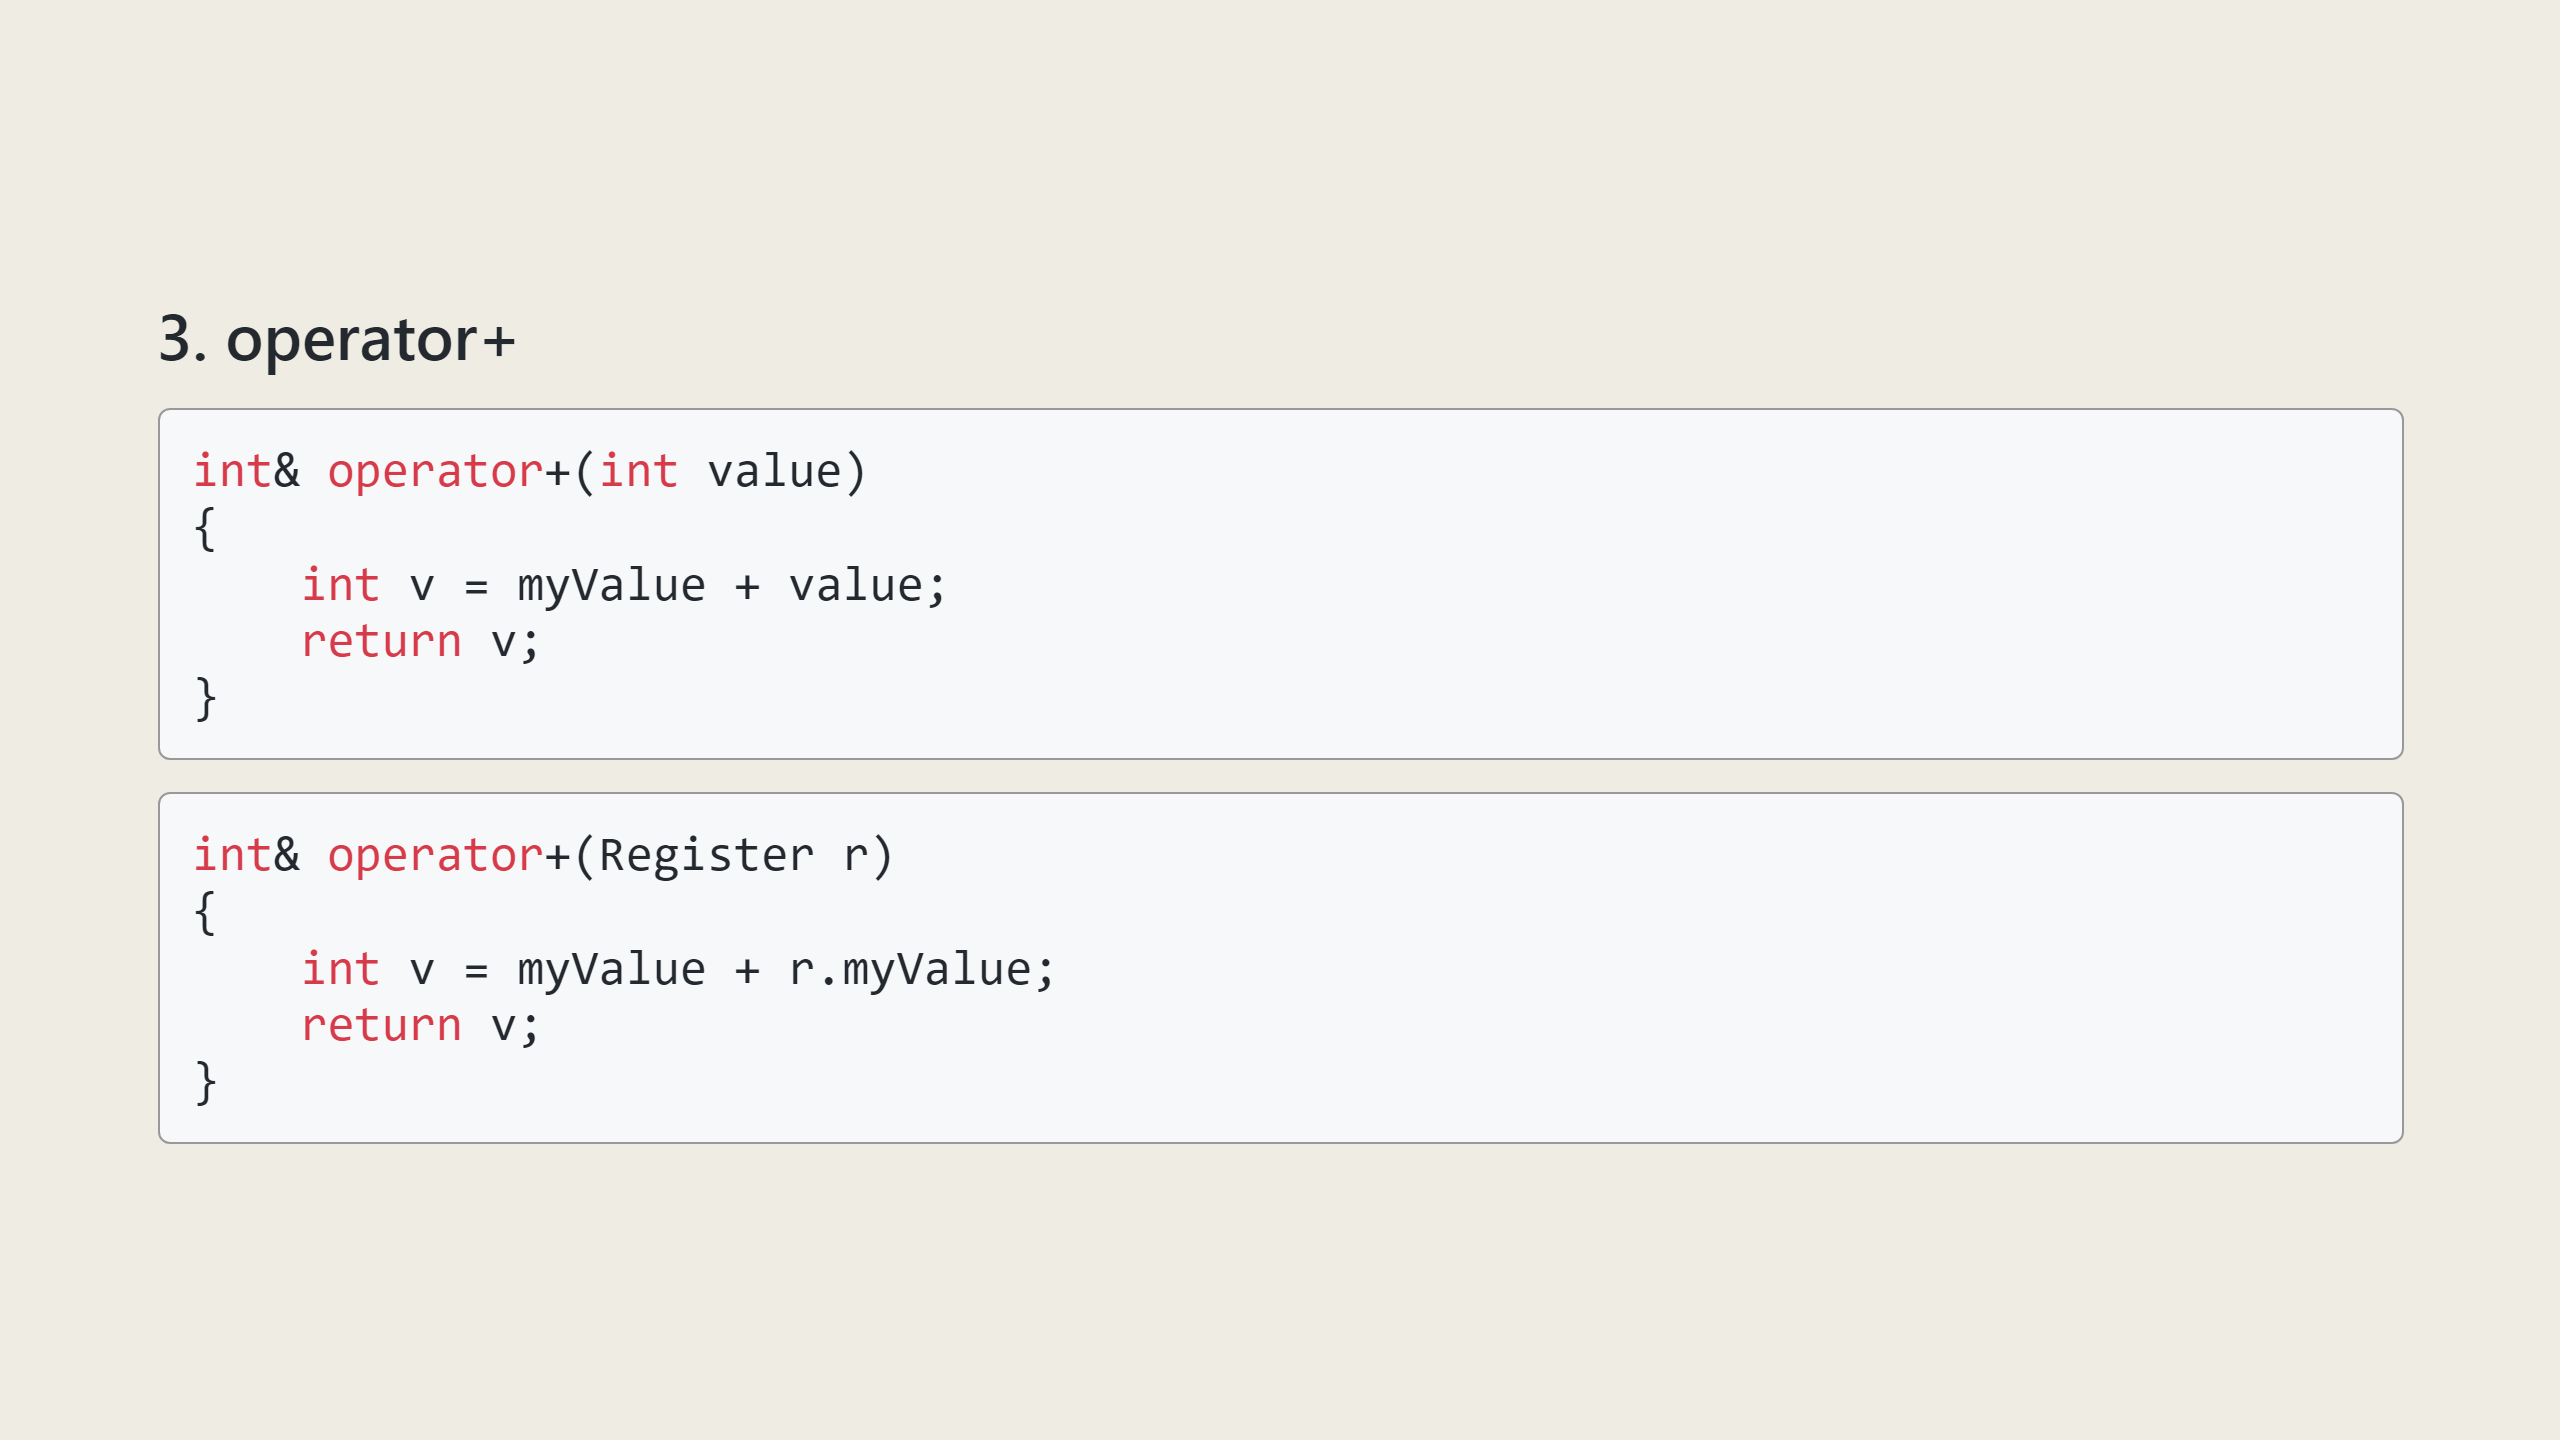 3. operator+
int& operator+(int value)
{
    int v = myValue + value;
    return v;
}
int& operator+(Register r)
{
    int v = myValue + r.myValue;
    return v;
}